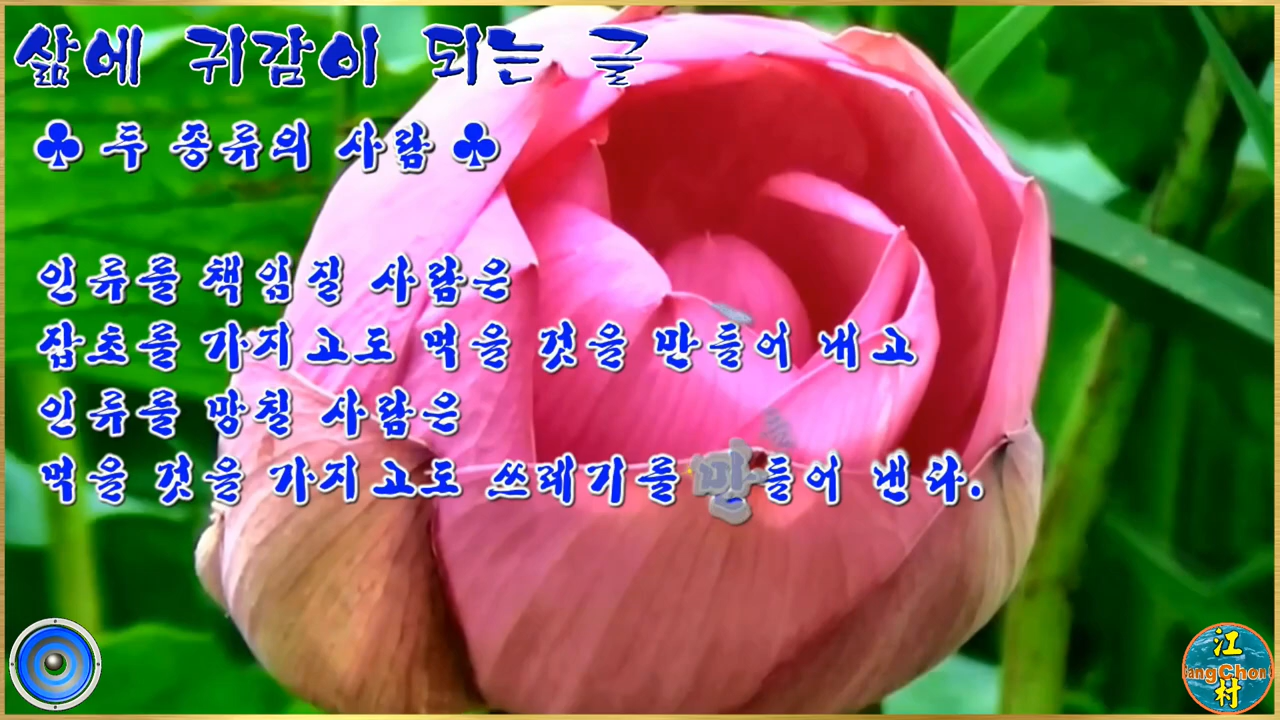 삶에 귀감이 되는 글
♣ 두 종류의 사람 ♣
인류를 책임질 사람은
잡초를 가지고도 먹을 것을 만들어 내고
인류를 망칠 사람은
먹을 것을 가지고도 쓰레기를 만들어 낸다.
江
angChon
村